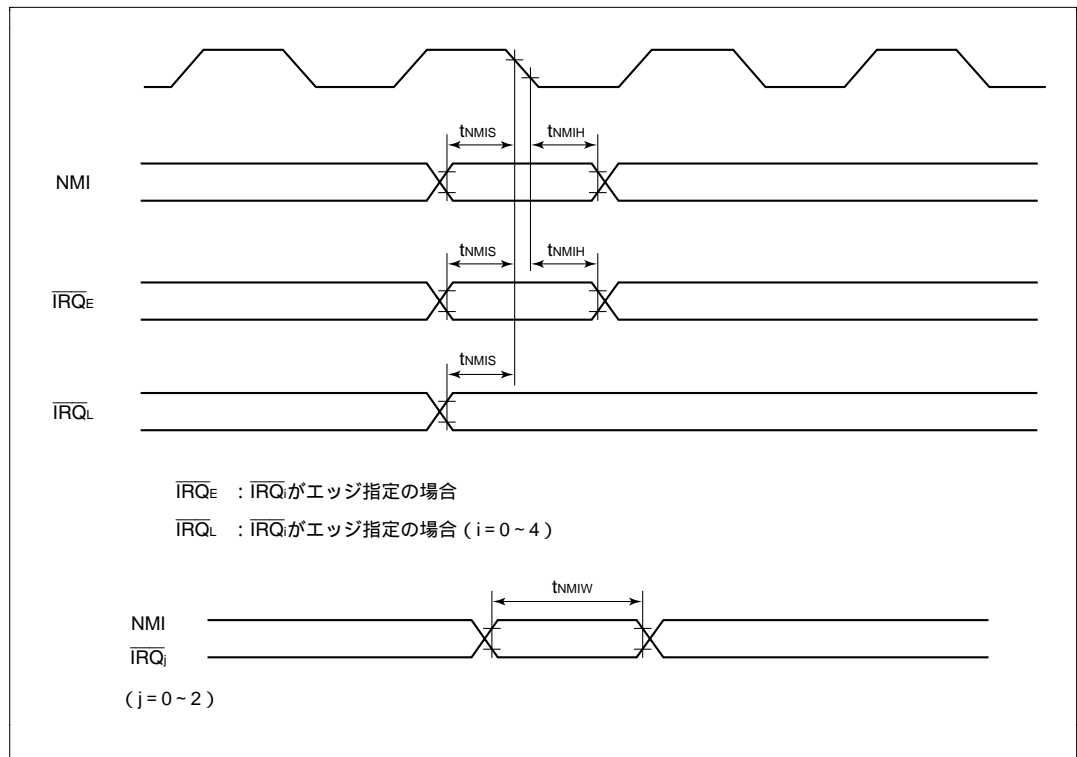 tNMIS tNMIH
NMI
tNMIS tNMIH
IRQE
tNMIS
IRQL
IRQE : IRQiがエッジ指定の場合
IRQL : IRQiがエッジ指定の場合（i=0~4）
tNMIW
NMI
IRQj
（j=0~2）